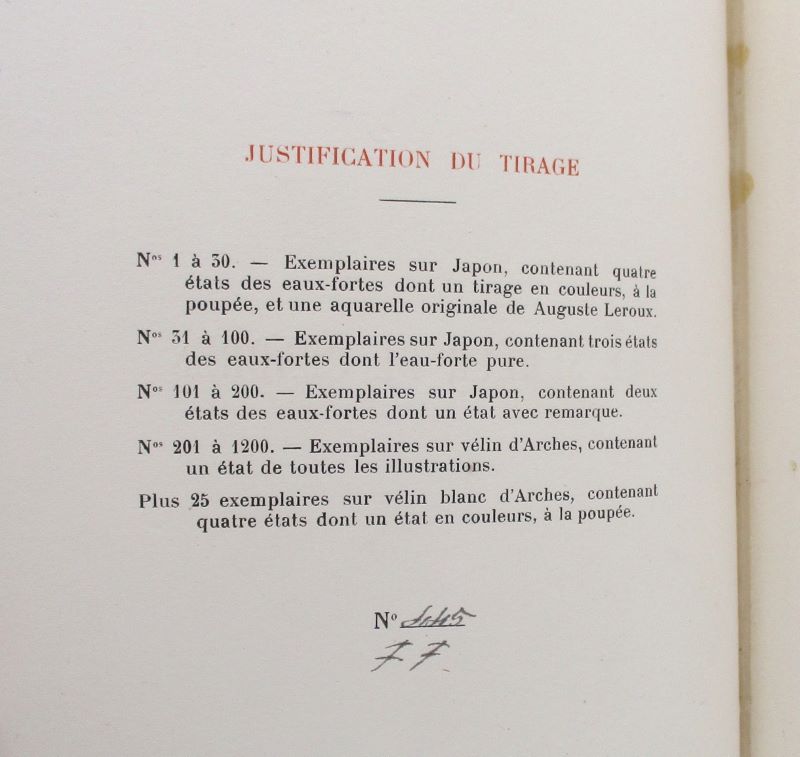 JUSTIFICATION DU TIRAGE
Nᵒˢ 1 à 30. — Exemplaires sur Japon, contenant quatre
états des eaux-fortes dont un tirage en couleurs, à la
poupée, et une aquarelle originale de Auguste Leroux.
Nᵒˢ 31 à 100. — Exemplaires sur Japon, contenant trois états
des eaux-fortes dont l'eau-forte pure.
Nᵒˢ 101 à 200. — Exemplaires sur Japon, contenant deux
états des eaux-fortes dont un état avec remarque.
Nᵒˢ 201 à 1200. — Exemplaires sur vélin d'Arches, contenant
un état de toutes les illustrations.
Plus 25 exemplaires sur vélin blanc d'Arches, contenant
quatre états dont un état en couleurs, à la poupée.
Nᵒ